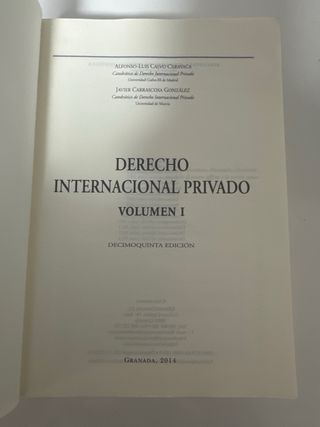 Alfonso-Luis Calvo Caravaca
Catedrático de Derecho Internacional Privado
Universidad Carlos III de Madrid
Javier Carrascosa González
Catedrático de Derecho Internacional Privado
Universidad de Murcia
DERECHO
INTERNACIONAL PRIVADO
VOLUMEN I
DECIMOQUINTA EDICIÓN
Granada, 2014